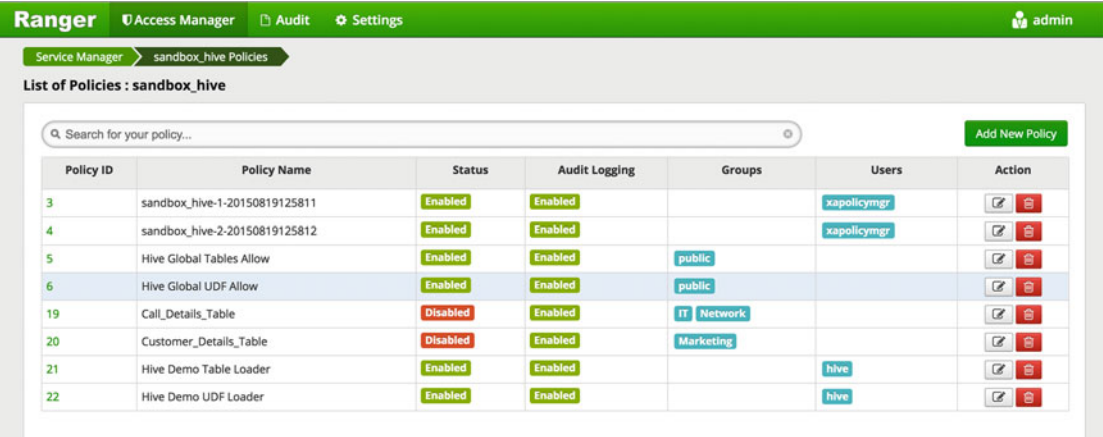 Ranger Access Manager Audit Settings admin
Service Manager sandbox_hive Policies
List of Policies : sandbox_hive
Search for your policy... Add New Policy
Policy ID Policy Name Status Audit Logging Groups Users Action
3 sandbox_hive-1-20150819125811 Enabled Enabled xapolicymgr
4 sandbox_hive-2-20150819125812 Enabled Enabled xapolicymgr
5 Hive Global Tables Allow Enabled Enabled public
6 Hive Global UDF Allow Enabled Enabled public
19 Call_Details_Table Disabled Enabled IT Network
20 Customer_Details_Table Disabled Enabled Marketing
21 Hive Demo Table Loader Enabled Enabled hive
22 Hive Demo UDF Loader Enabled Enabled hive